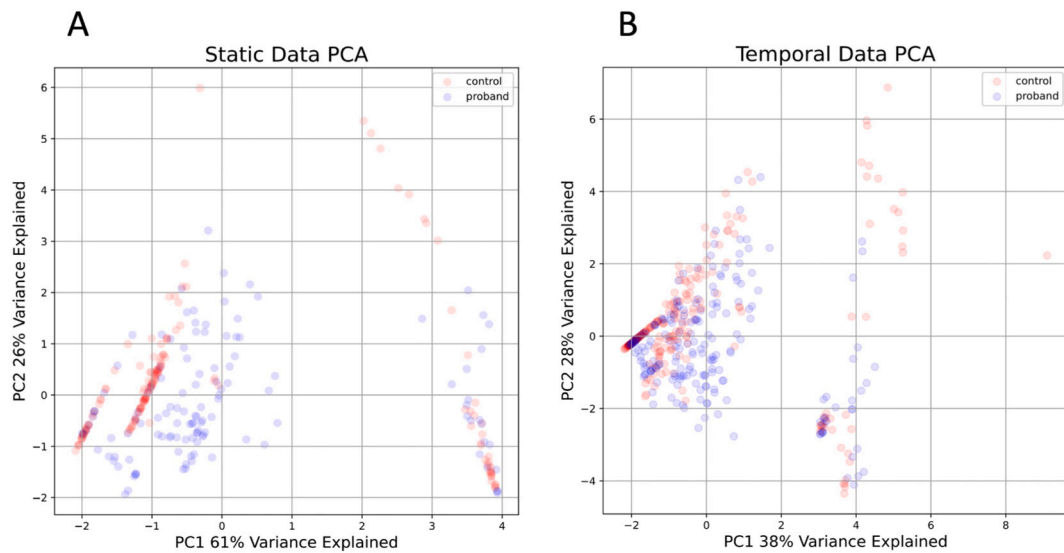 A
Static Data PCA
control
proband
6
5
4
3
2
1
0
−1
−2
PC2 26% Variance Explained
−2
−1
0
1
2
3
4
PC1 61% Variance Explained
B
Temporal Data PCA
control
proband
6
4
2
0
−2
−4
PC2 28% Variance Explained
−2
0
2
4
6
8
PC1 38% Variance Explained